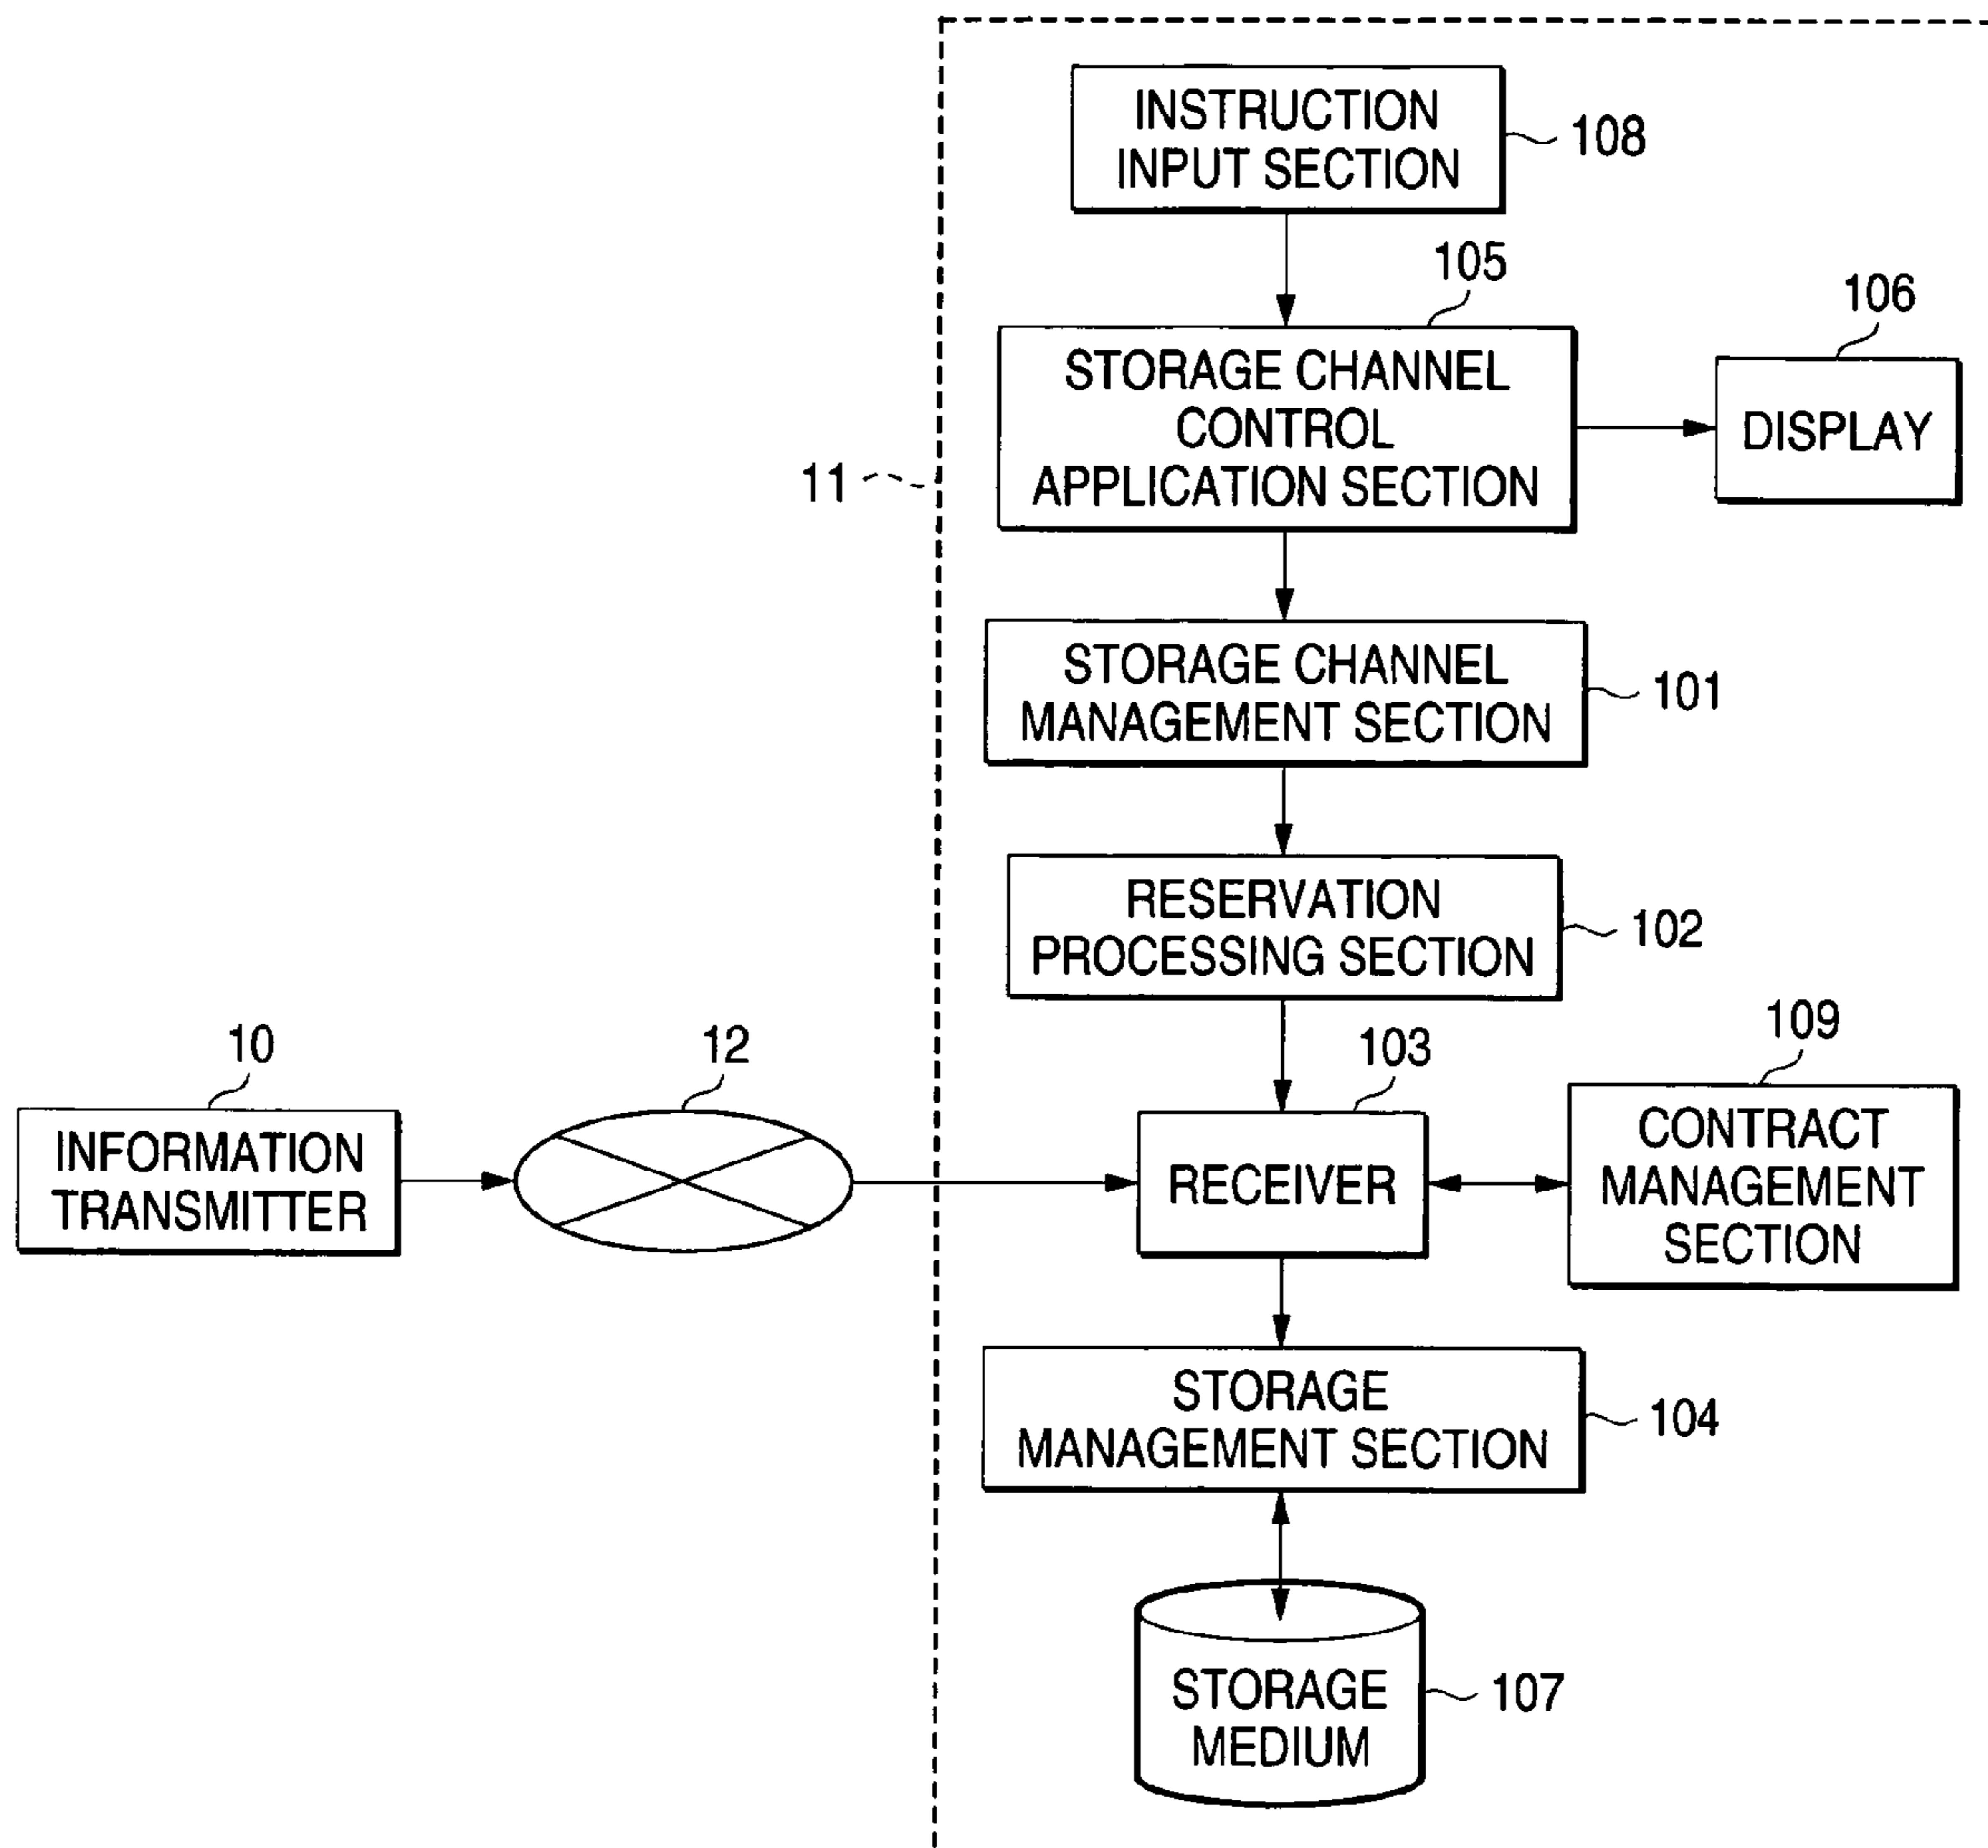 INSTRUCTION
INPUT SECTION
108
105
106
STORAGE CHANNEL
CONTROL
APPLICATION SECTION
DISPLAY
11
STORAGE CHANNEL
MANAGEMENT SECTION
101
RESERVATION
PROCESSING SECTION
102
10
12
103
109
INFORMATION
TRANSMITTER
RECEIVER
CONTRACT
MANAGEMENT
SECTION
STORAGE
MANAGEMENT SECTION
104
STORAGE
MEDIUM
107